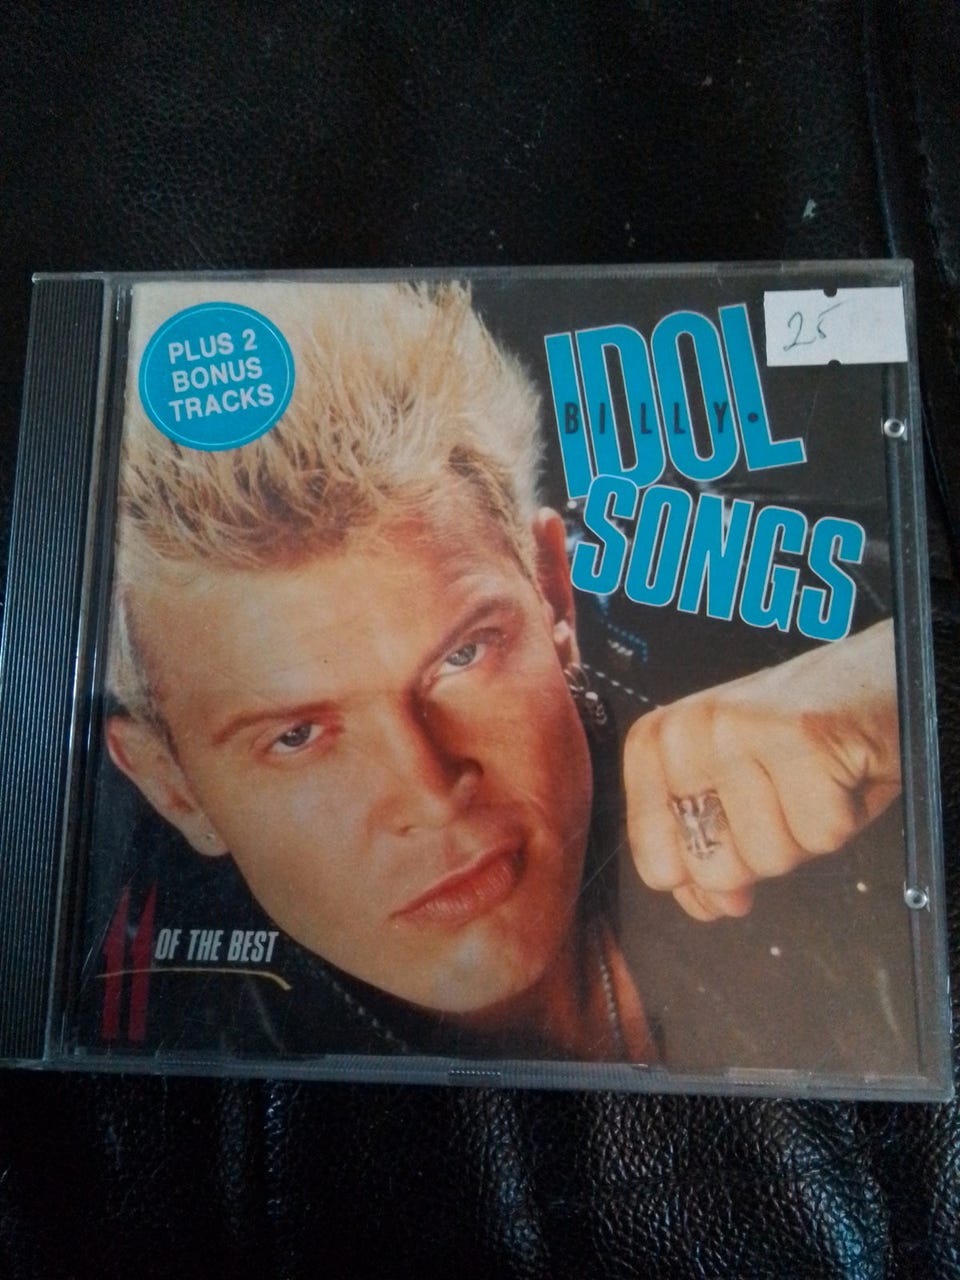 PLUS 2
BONUS
TRACKS
IDOL
BILLY.
SONGS
25
11 OF THE BEST